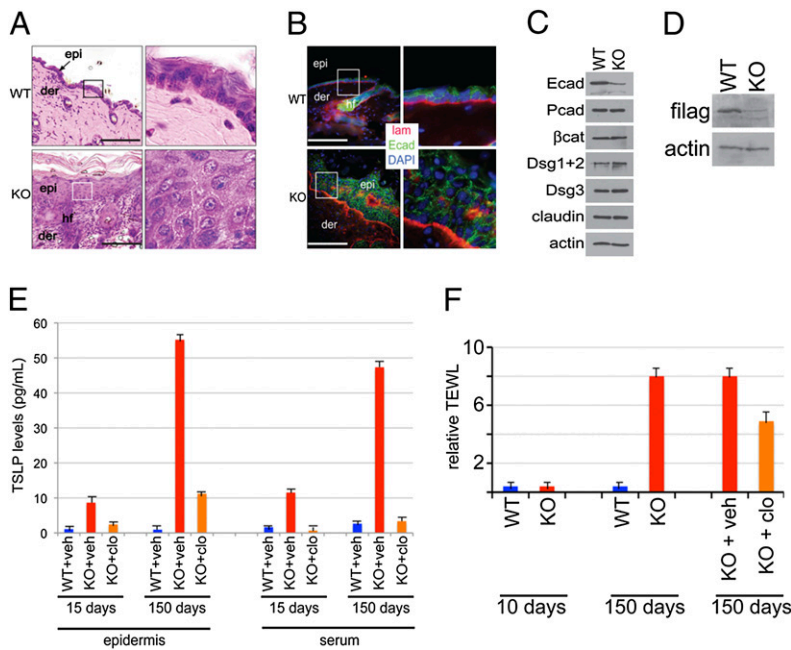 A
epi
WT
der
KO
epi
hf
der
B
epi
der
WT
hf
lam
Ecad
DAPI
KO
epi
der
C
WT
KO
Ecad
Pcad
βcat
Dsg1+2
Dsg3
claudin
actin
D
WT
KO
filag
actin
E
TSLP levels (pg/mL)
60
50
40
30
20
10
0
WT+veh
KO+veh
KO+clo
WT+veh
KO+veh
KO+clo
WT+veh
KO+veh
KO+clo
WT+veh
KO+veh
KO+clo
15 days
150 days
15 days
150 days
epidermis
serum
F
relative TEWL
10
8
6
4
2
WT
KO
WT
KO
KO + veh
KO + clo
10 days
150 days
150 days